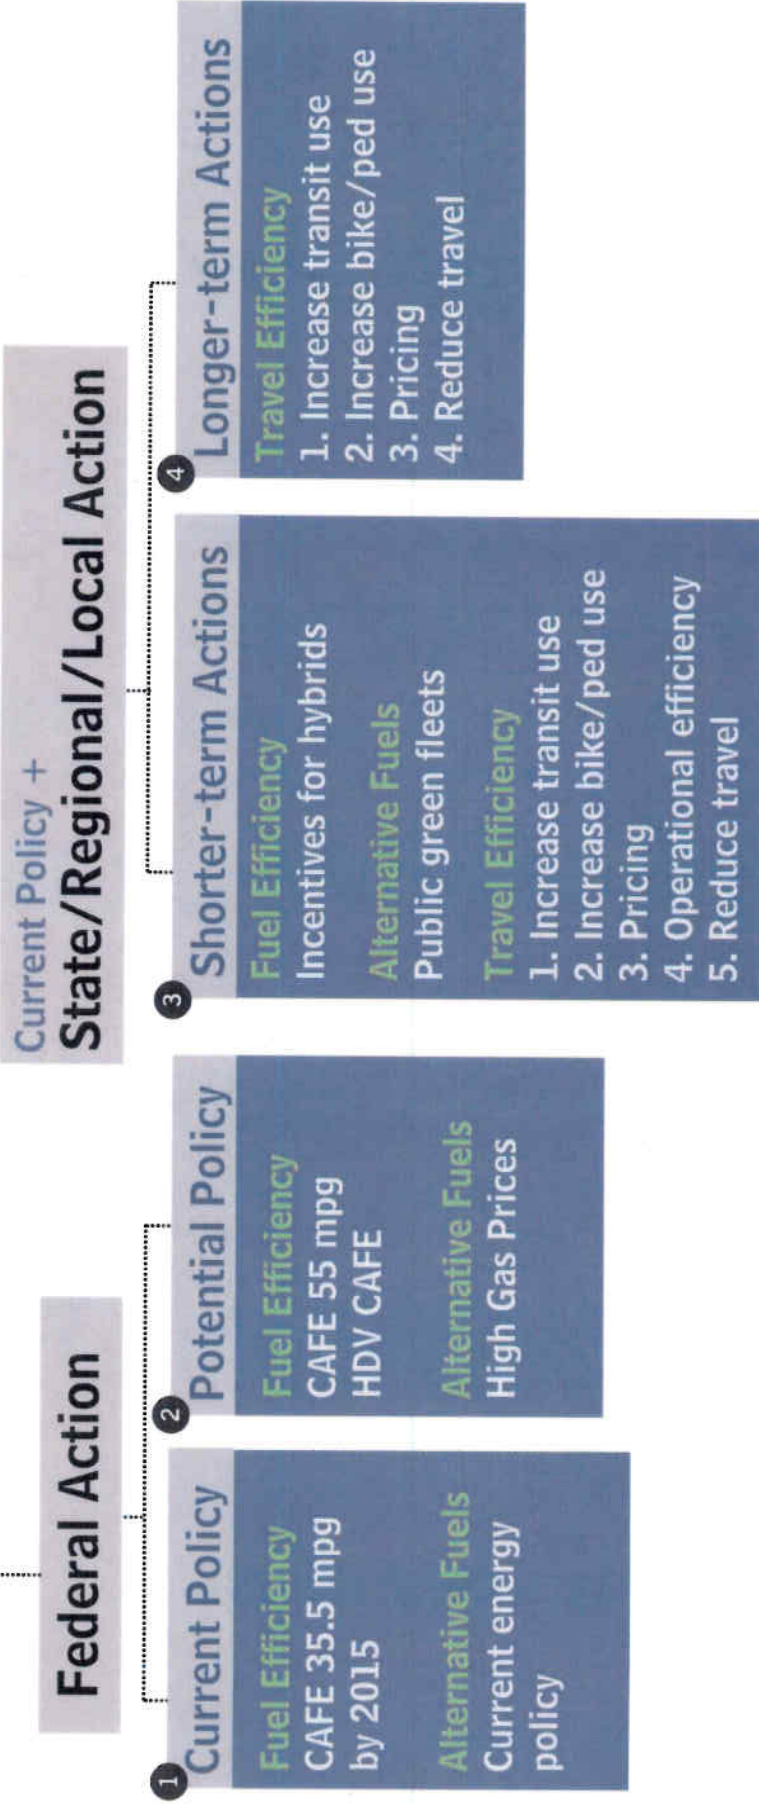 Federal Action
1
Current Policy
Fuel Efficiency
CAFE 35.5 mpg
by 2015
Alternative Fuels
Current energy
policy
2
Potential Policy
Fuel Efficiency
CAFE 55 mpg
HDV CAFE
Alternative Fuels
High Gas Prices
Current Policy +
State/Regional/Local Action
3
Shorter-term Actions
Fuel Efficiency
Incentives for hybrids
Alternative Fuels
Public green fleets
Travel Efficiency
1. Increase transit use
2. Increase bike/ped use
3. Pricing
4. Operational efficiency
5. Reduce travel
4
Longer-term Actions
Travel Efficiency
1. Increase transit use
2. Increase bike/ped use
3. Pricing
4. Reduce travel